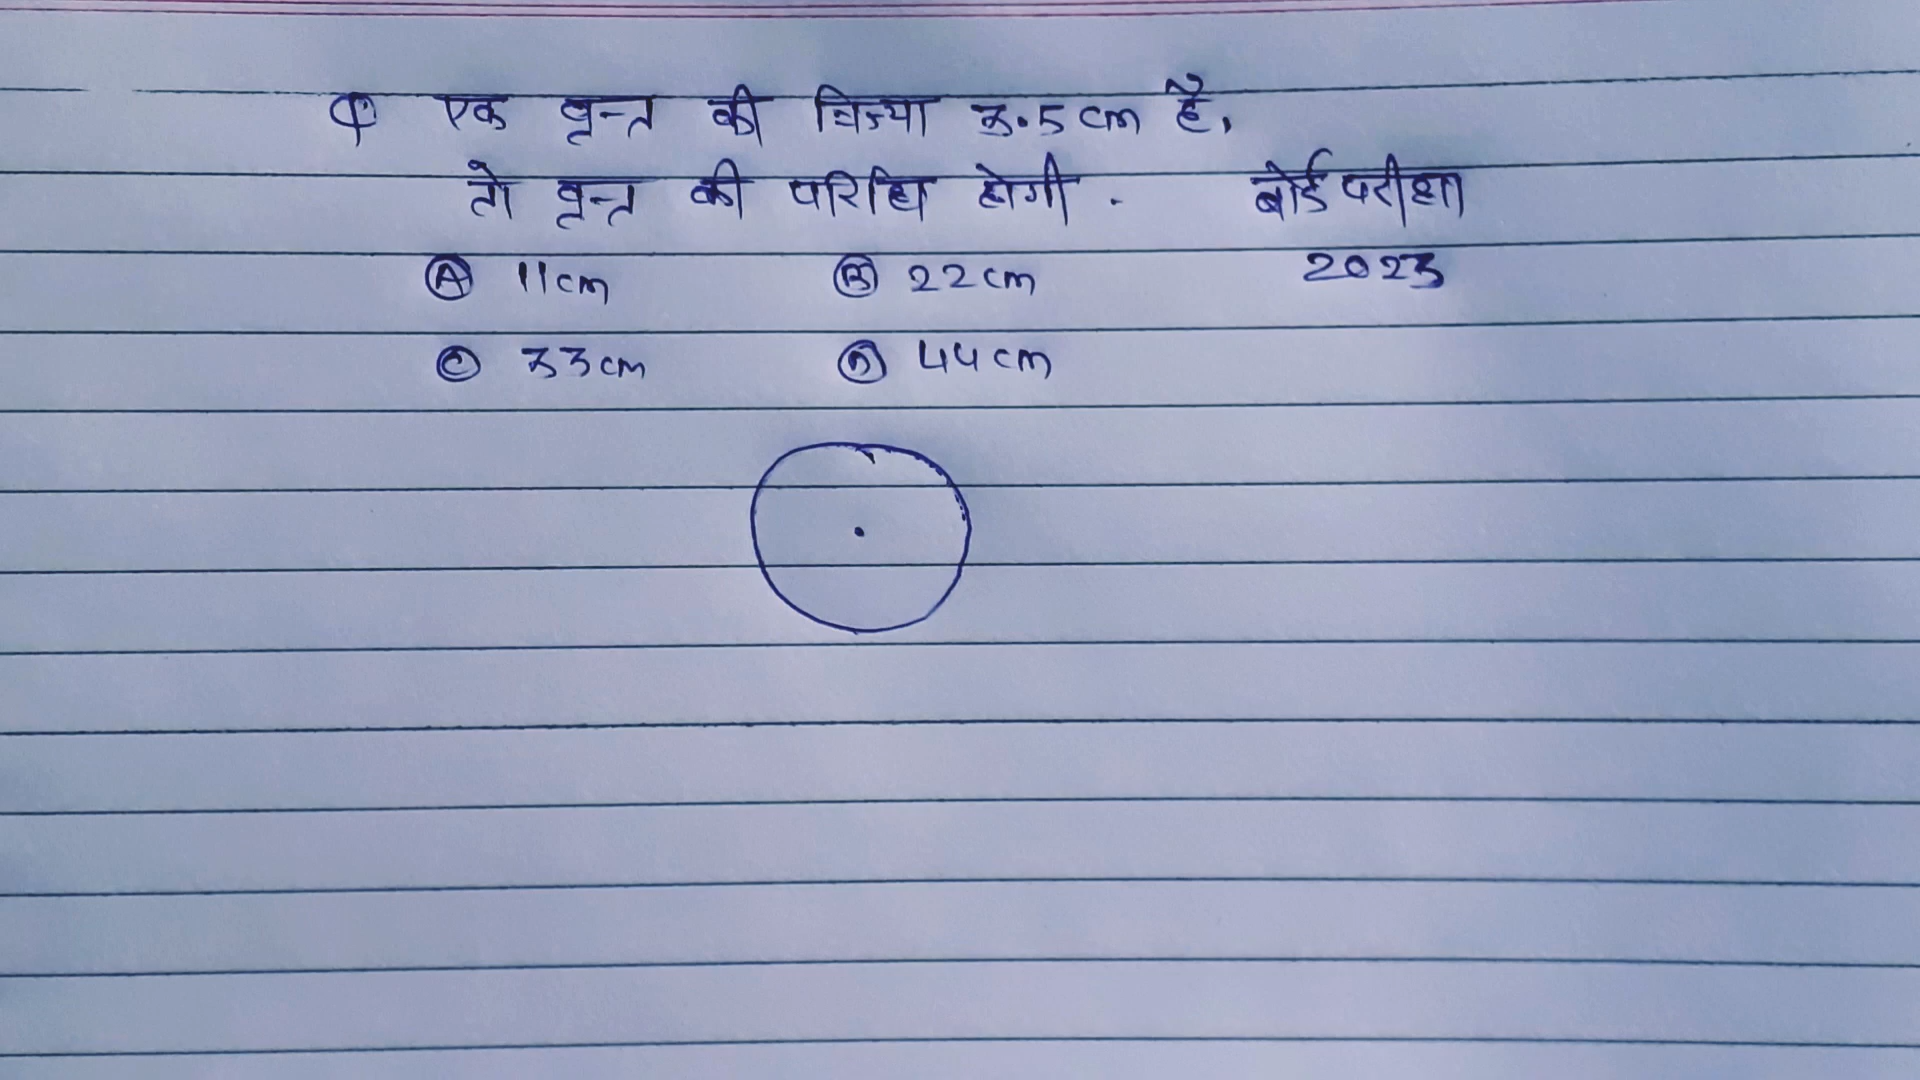 Q एक वृत्त की त्रिज्या 3.5 cm है,
तो वृत्त की परिधि होगी . बोर्ड परीक्षा
(A) 11cm (B) 22cm 2023
(C) 33cm (D) 44cm